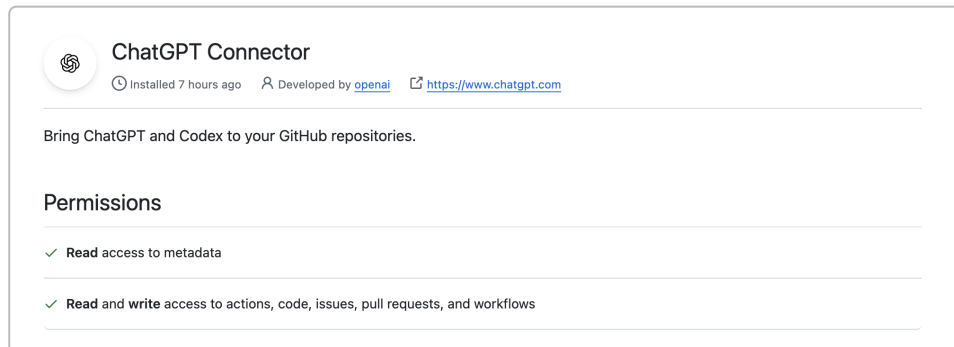 ChatGPT Connector
Installed 7 hours ago Developed by openai https://www.chatgpt.com
Bring ChatGPT and Codex to your GitHub repositories.
Permissions
Read access to metadata
Read and write access to actions, code, issues, pull requests, and workflows